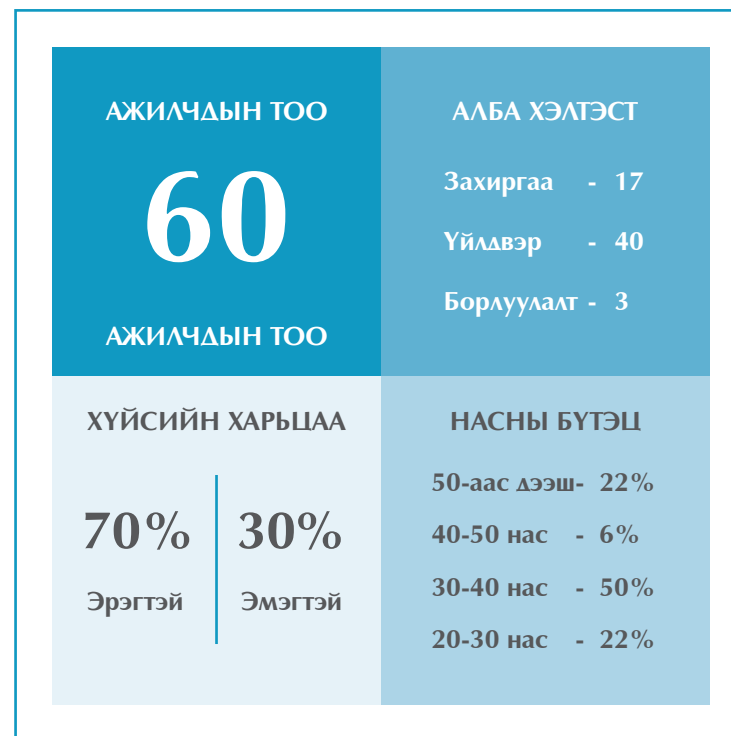 АЖИЛЧДЫН ТОО
60
АЖИЛЧДЫН ТОО
АЛБА ХЭЛТЭСТ
Захиргаа - 17
Үйлдвэр - 40
Борлуулалт - 3
ХҮЙСИЙН ХАРЬЦАА
70%
Эрэгтэй
30%
Эмэгтэй
НАСНЫ БҮТЭЦ
50-аас дээш- 22%
40-50 нас - 6%
30-40 нас - 50%
20-30 нас - 22%